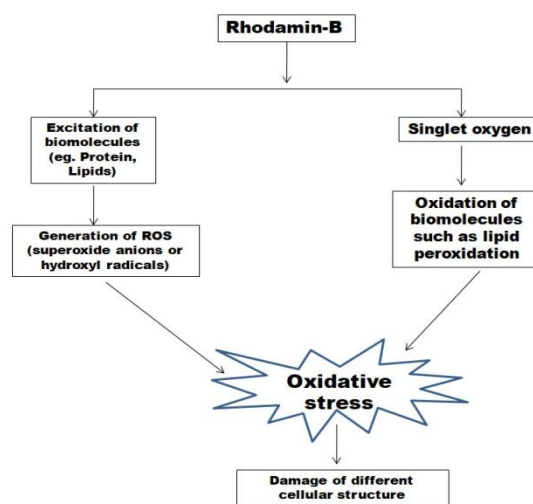 Rhodamin-B
Excitation of
biomolecules
(eg. Protein,
Lipids)
Singlet oxygen
Generation of ROS
(superoxide anions or
hydroxyl radicals)
Oxidation of
biomolecules
such as lipid
peroxidation
Oxidative
stress
Damage of different
cellular structure